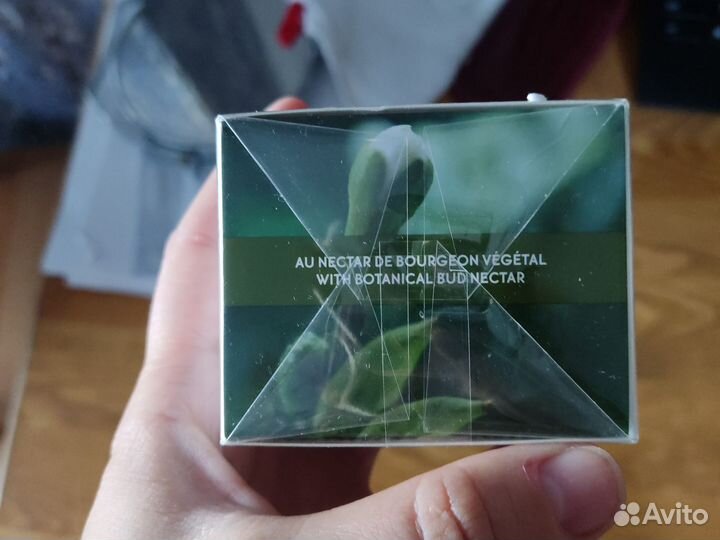 AU NECTAR DE BOURGEON VÉGÉTAL
WITH BOTANICAL BUD NECTAR
Avito